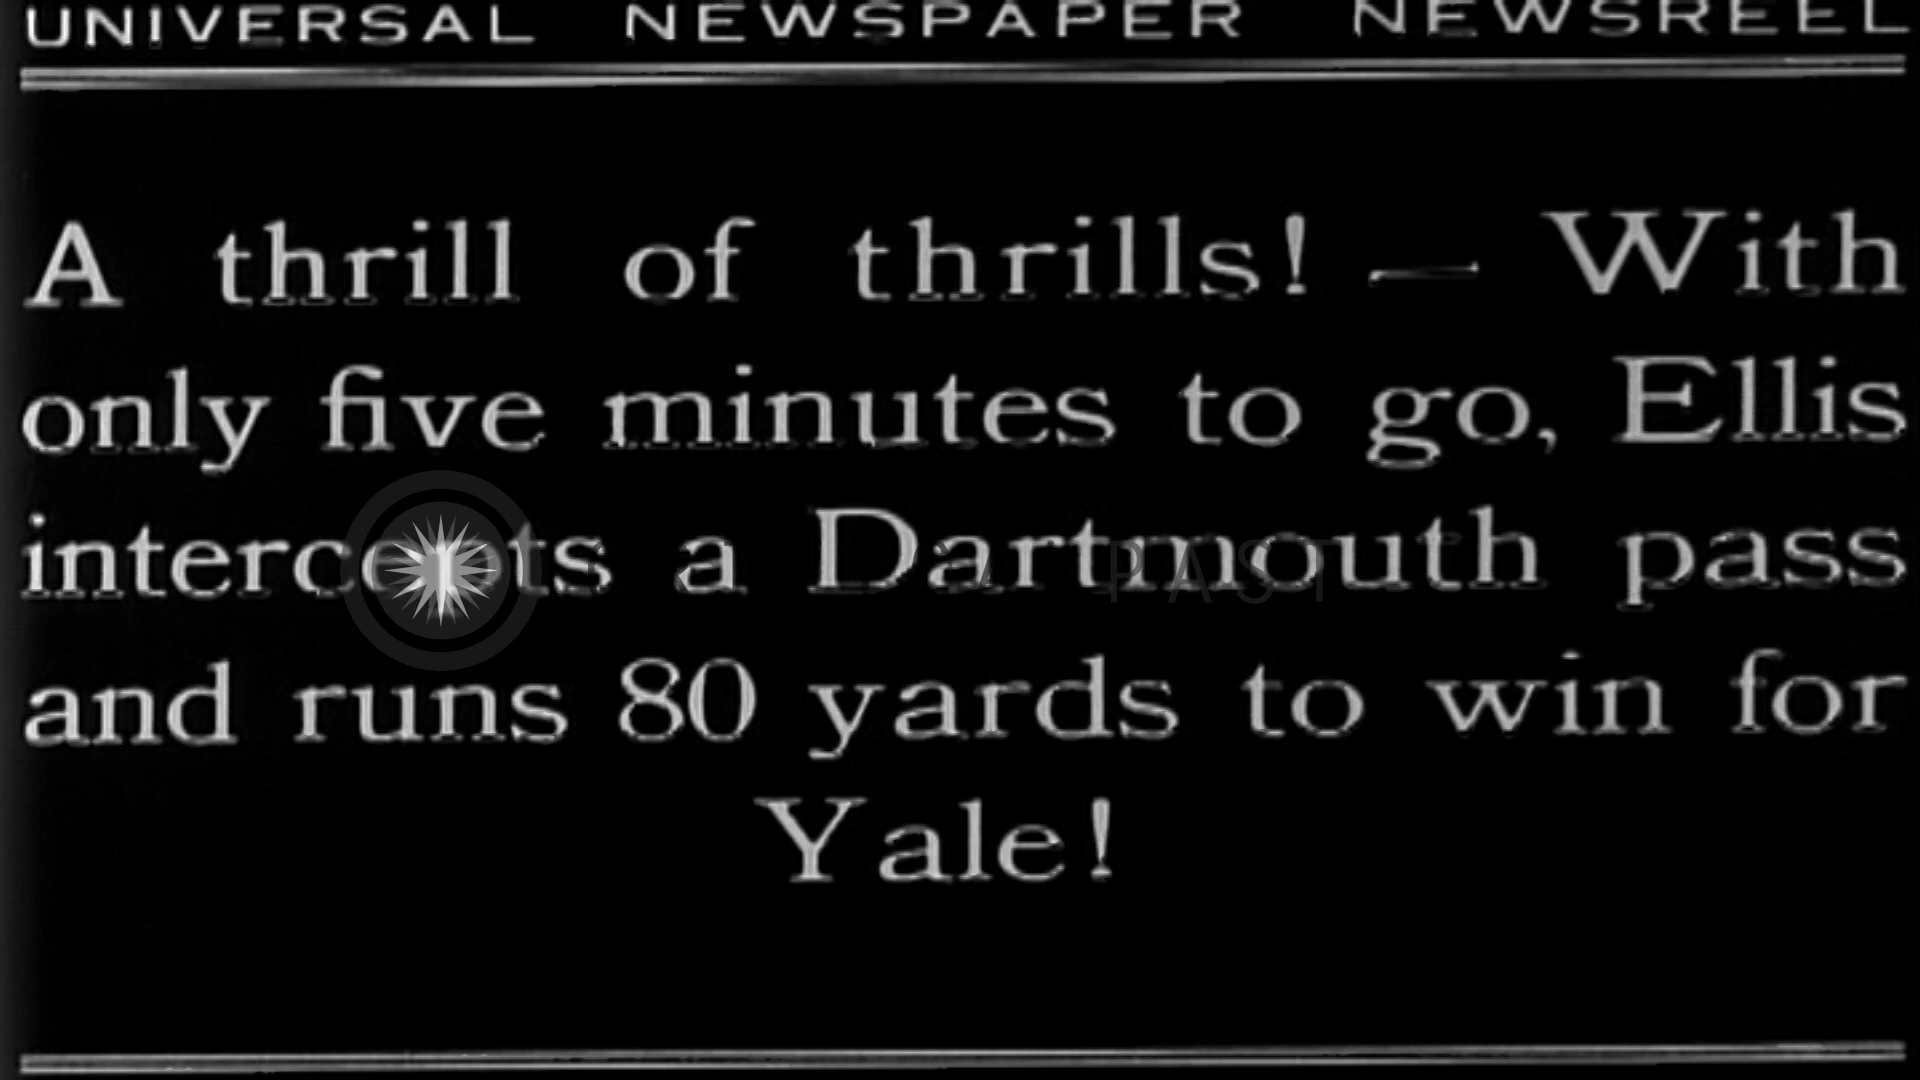 UNIVERSAL NEWSPAPER NEWSREEL
A thrill of thrills! — With
only five minutes to go, Ellis
intercepts a Dartmouth pass
and runs 80 yards to win for
Yale!
PAST